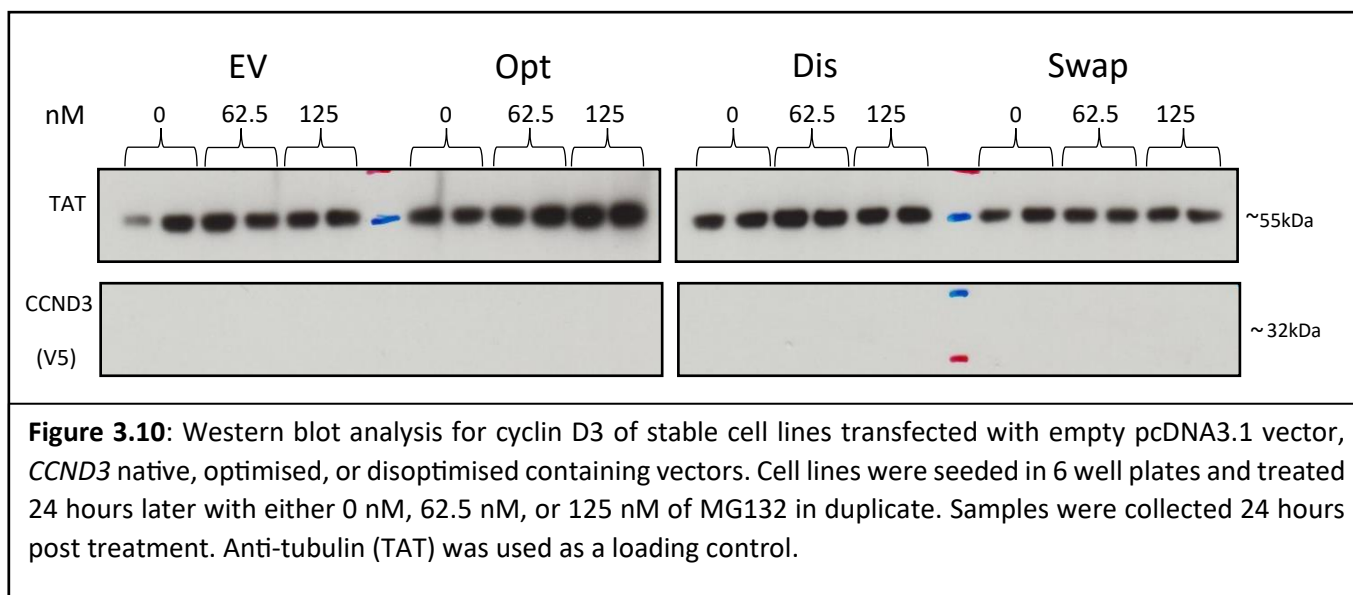 EV Opt Dis Swap
nM 0 62.5 125 0 62.5 125 0 62.5 125 0 62.5 125
TAT ~55kDa
CCND3
~32kDa
(V5)
Figure 3.10: Western blot analysis for cyclin D3 of stable cell lines transfected with empty pcDNA3.1 vector,
CCND3 native, optimised, or disoptimised containing vectors. Cell lines were seeded in 6 well plates and treated
24 hours later with either 0 nM, 62.5 nM, or 125 nM of MG132 in duplicate. Samples were collected 24 hours
post treatment. Anti-tubulin (TAT) was used as a loading control.